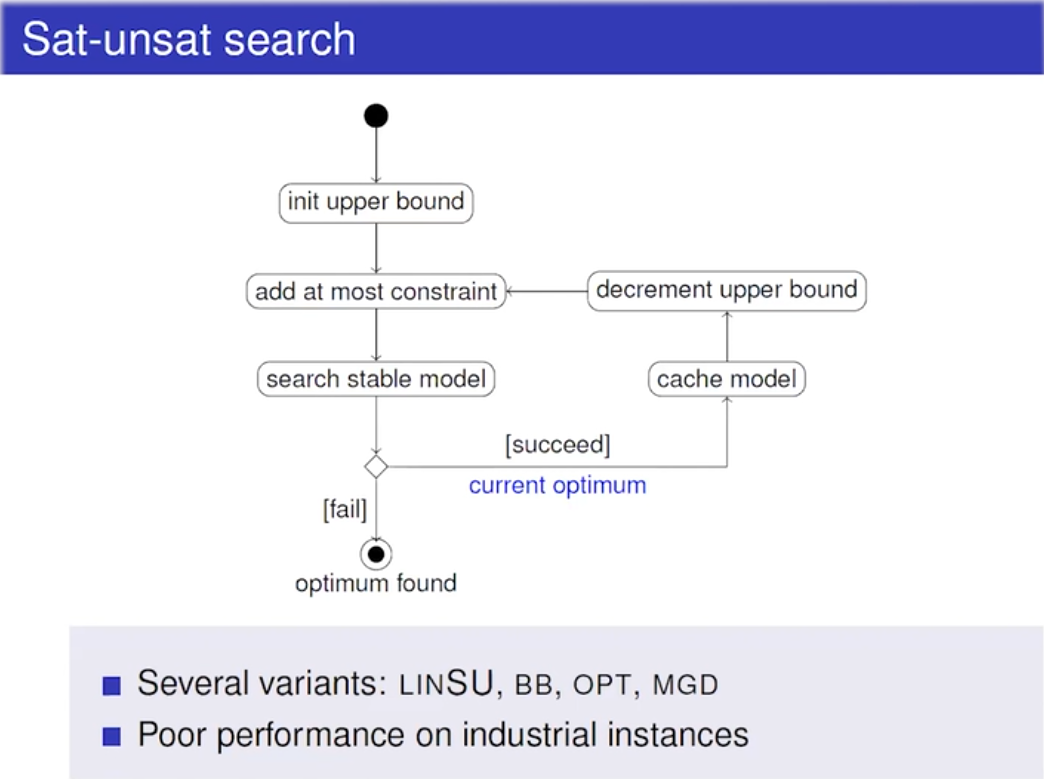 Sat-unsat search
init upper bound
add at most constraint
decrement upper bound
search stable model
cache model
[succeed]
current optimum
[fail]
optimum found
Several variants: LINSU, BB, OPT, MGD
Poor performance on industrial instances